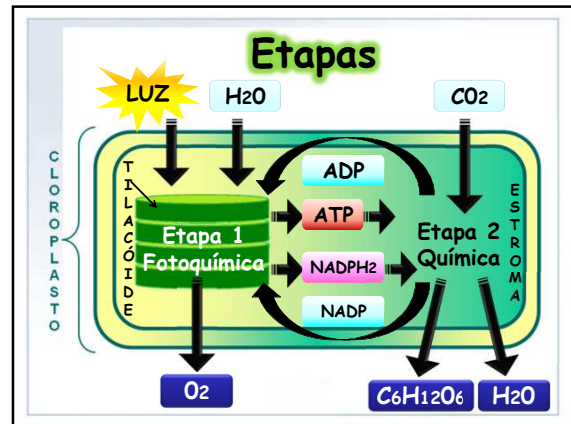 Etapas
LUZ
H2O
CO2
CLOROPLASTO
TILACÓIDE
ADP
ATP
NADPH2
NADP
Etapa 1
Fotoquímica
Etapa 2
Química
ESTROMA
O2
C6H12O6
H2O